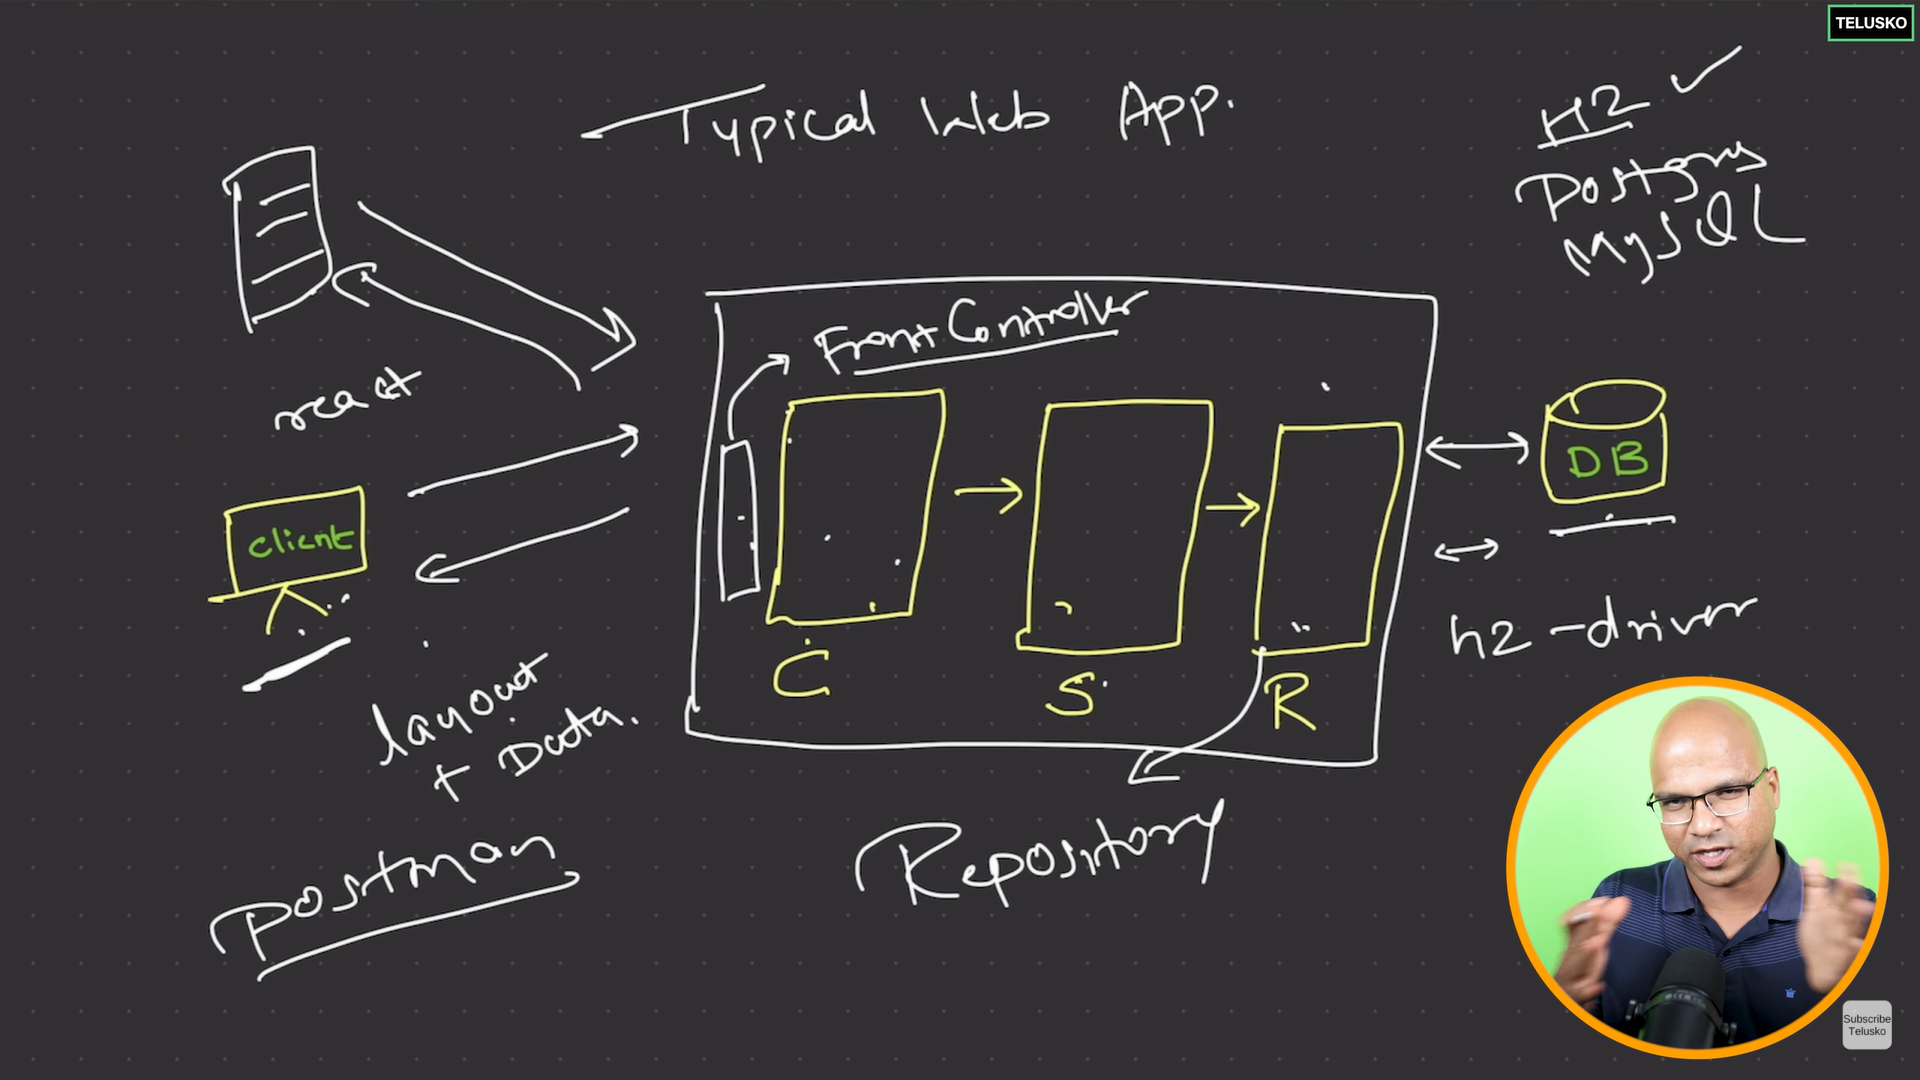 TELUSKO
Typical Web App.
H2
Postgres
MySQL
Front Controller
react
client
DB
h2-driver
C
S
R
layout
+ Data.
Repository
Postman
Subscribe
Telusko